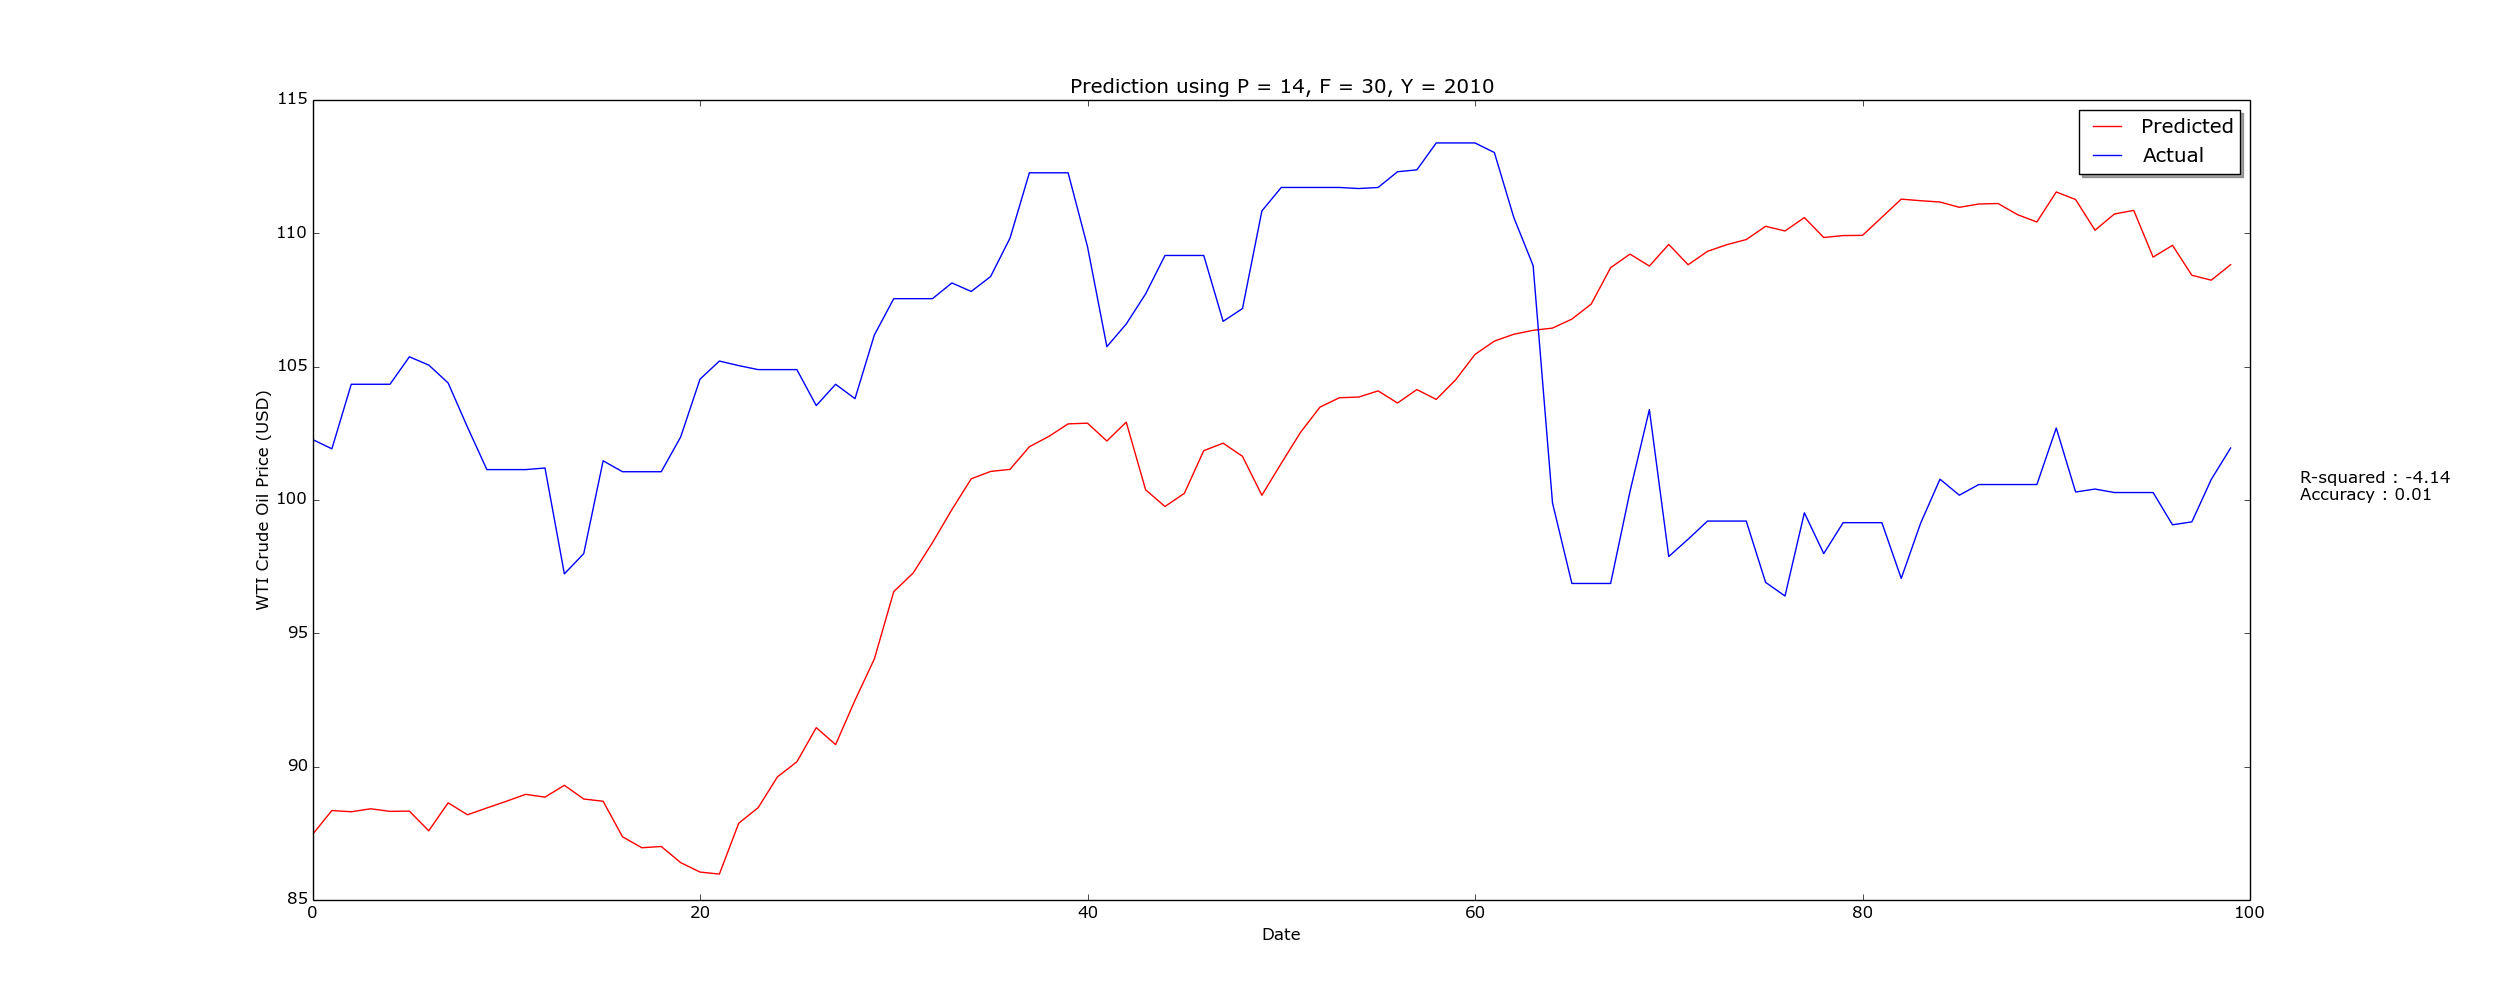 Prediction using P = 14, F = 30, Y = 2010
115
110
105
100
95
90
85
WTI Crude Oil Price (USD)
Predicted
Actual
R-squared : -4.14
Accuracy : 0.01
0 20 40 60 80 100
Date